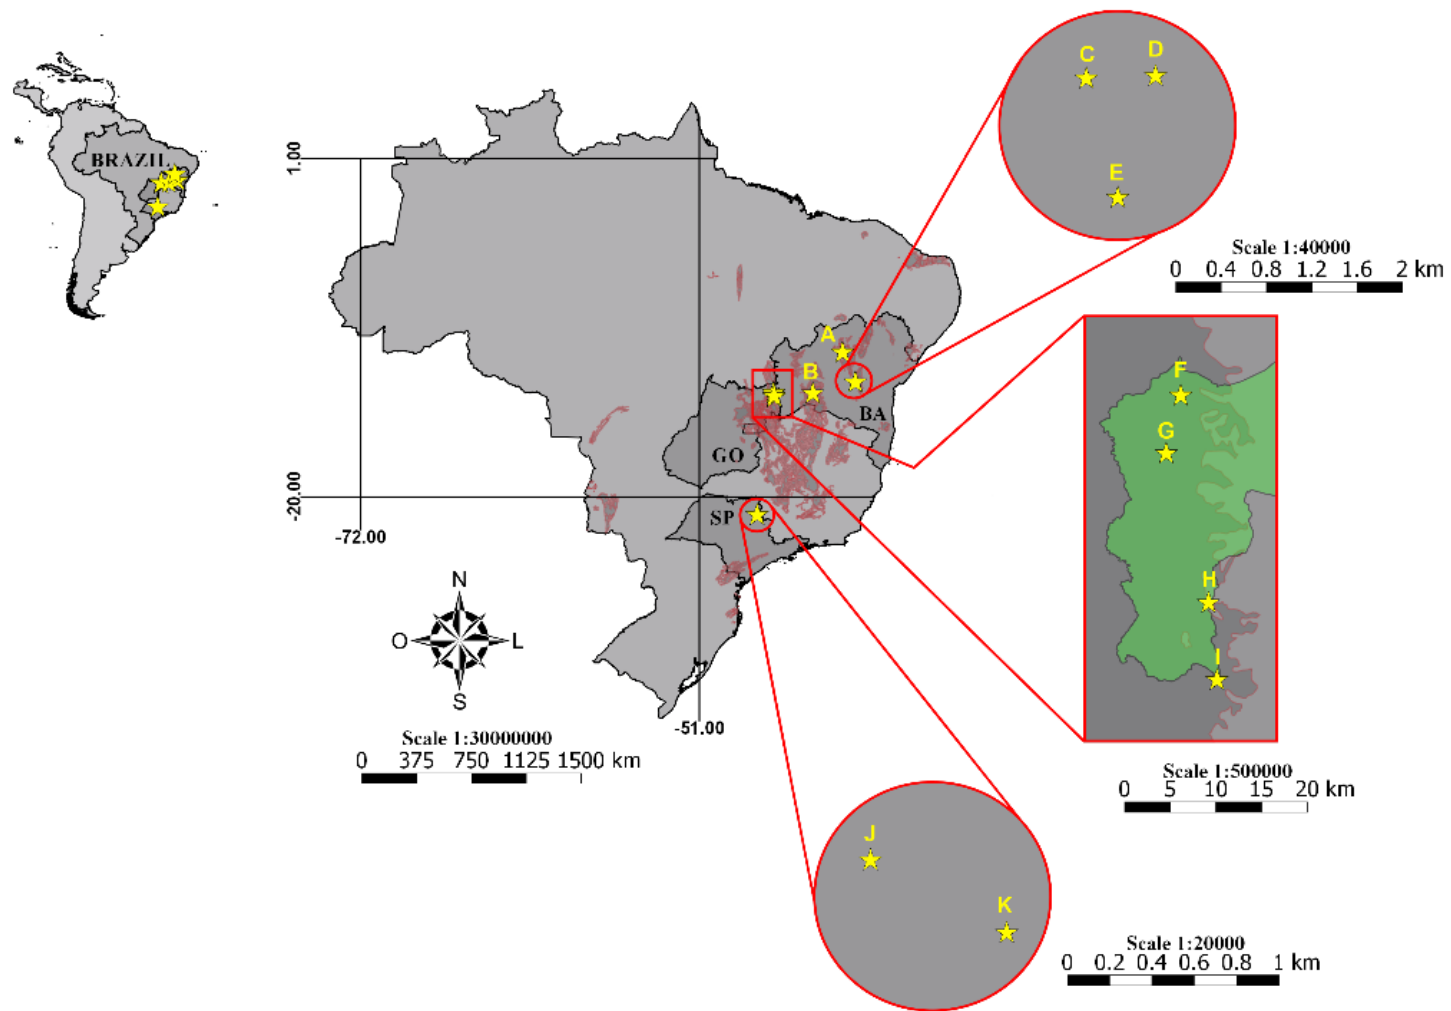 BRAZIL
1.00
-20.00
-72.00
-51.00
A
B
BA
GO
SP
N
O
L
S
Scale 1:30000000
0 375 750 1125 1500 km
C
D
E
Scale 1:40000
0 0.4 0.8 1.2 1.6 2 km
F
G
H
I
Scale 1:500000
0 5 10 15 20 km
J
K
Scale 1:20000
0 0.2 0.4 0.6 0.8 1 km